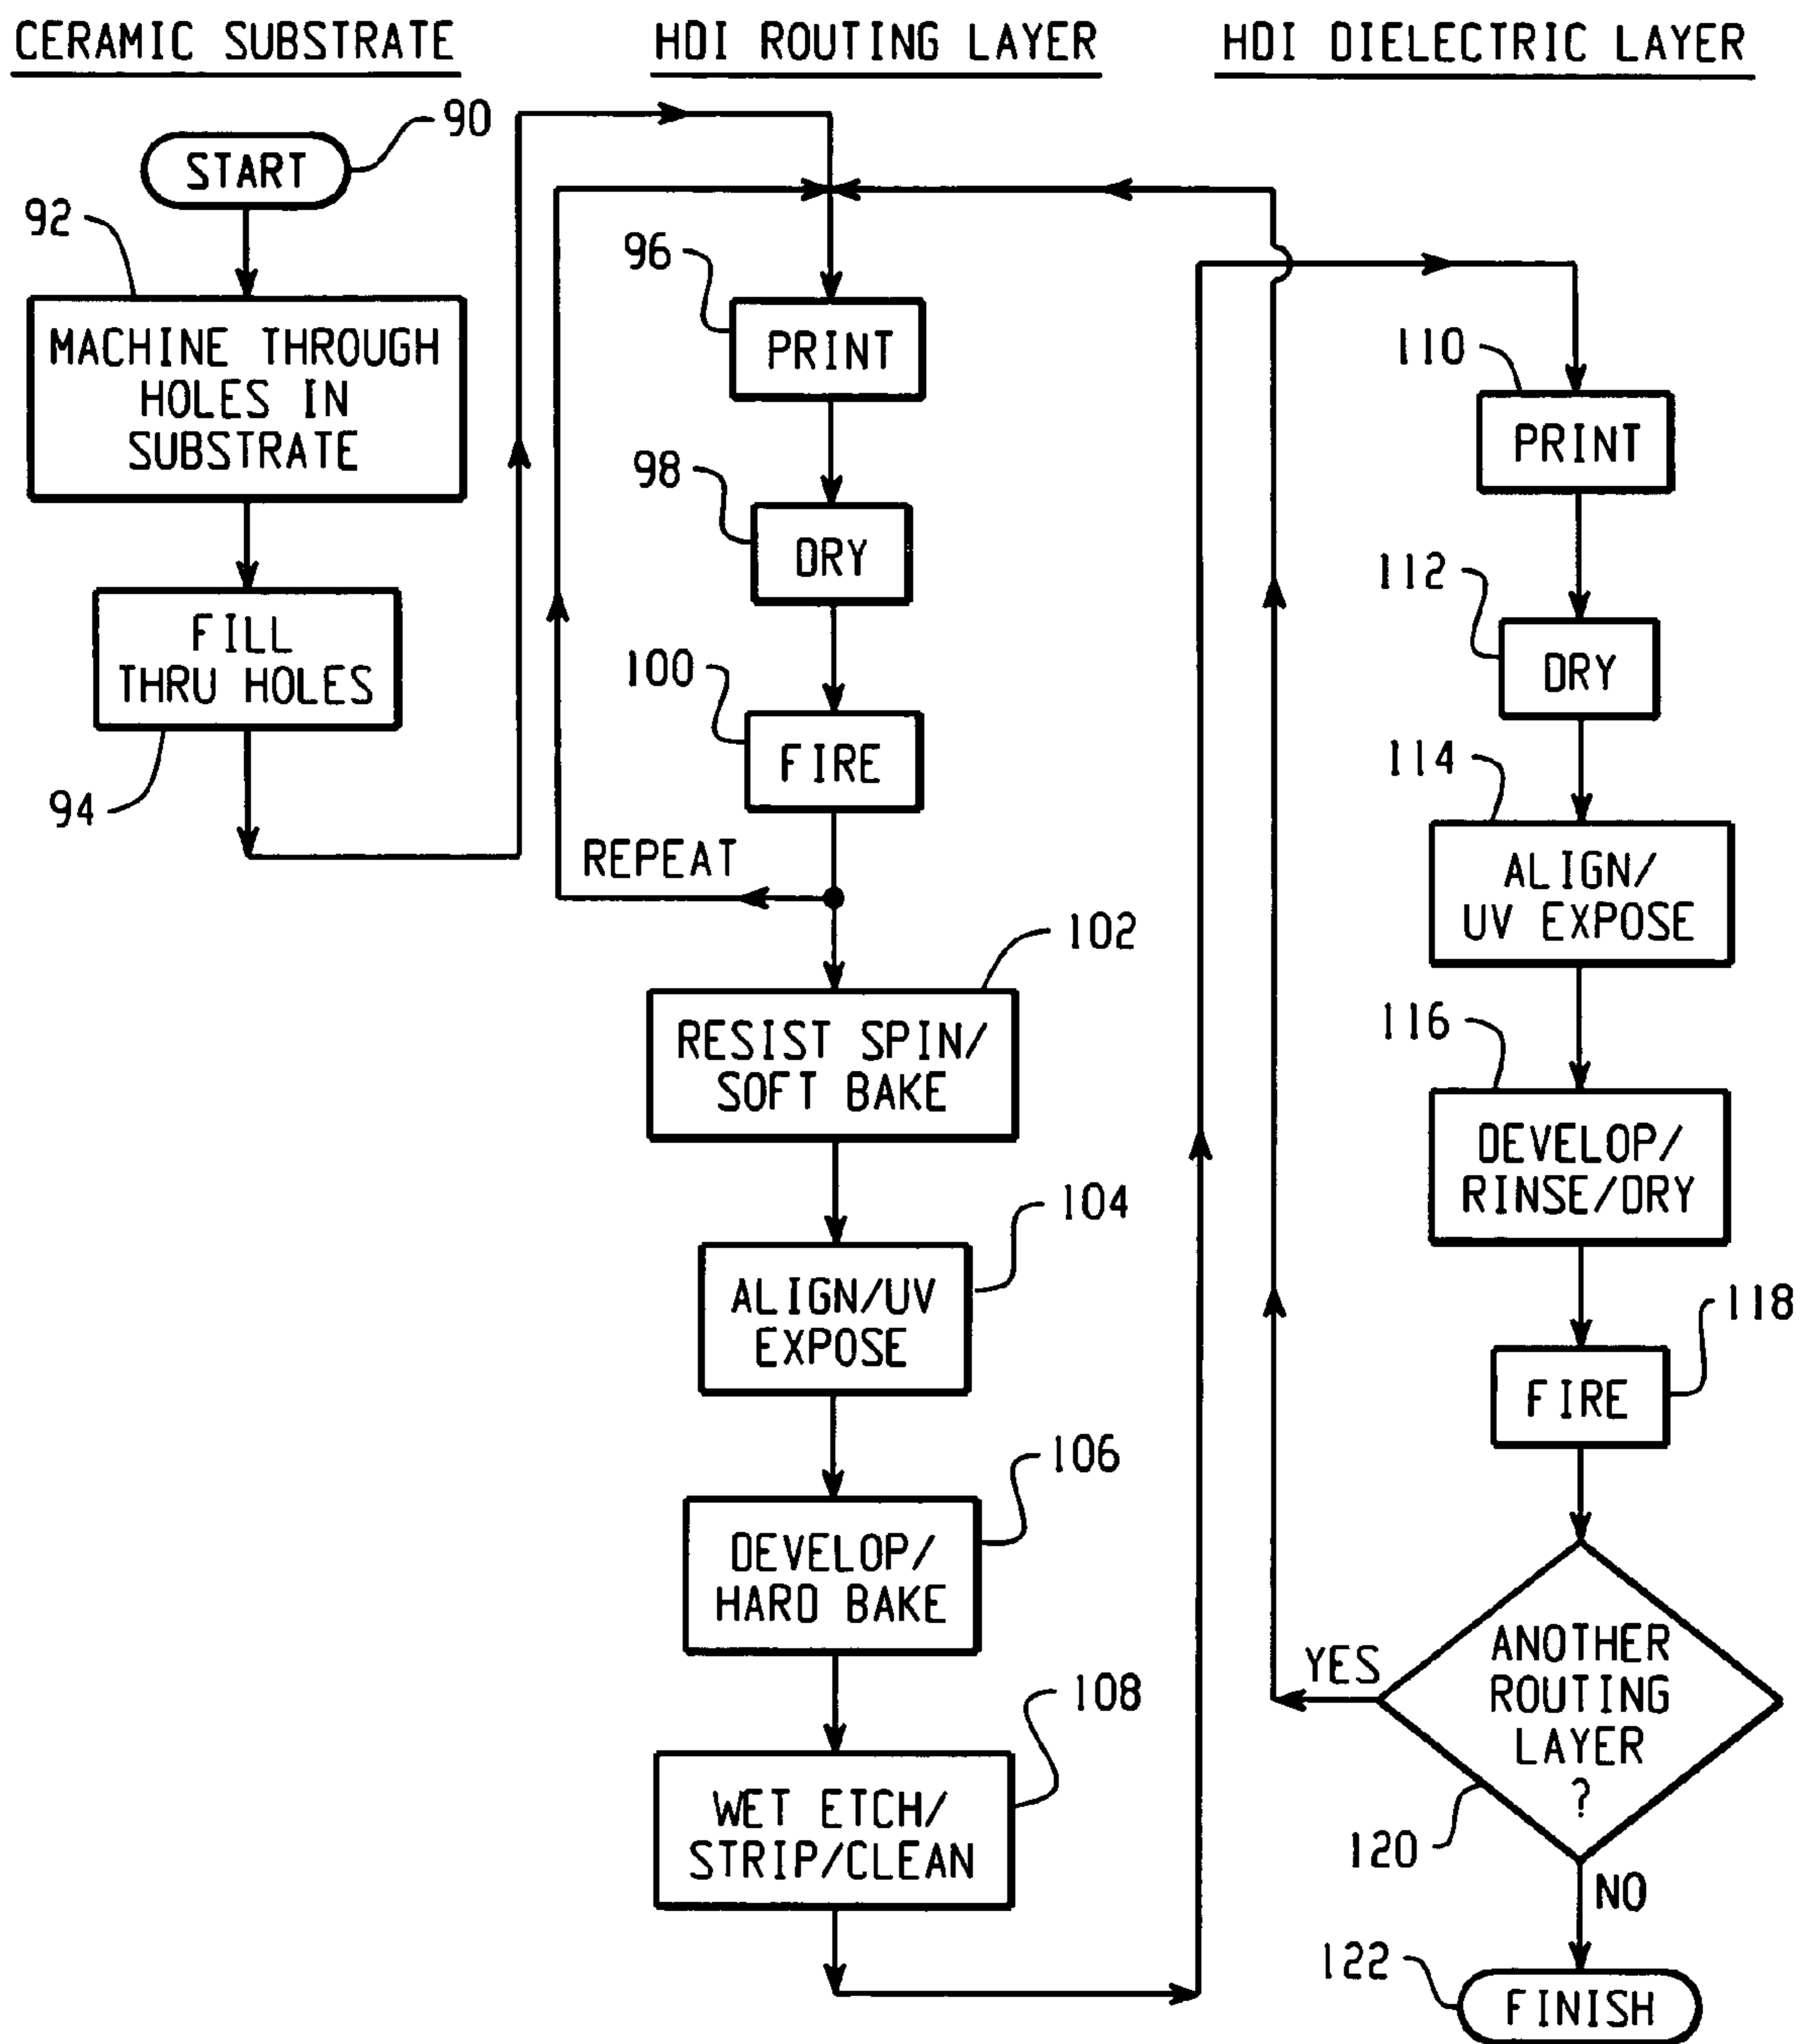 CERAMIC SUBSTRATE
90
START
92
MACHINE THROUGH
HOLES IN
SUBSTRATE
FILL
THRU HOLES
94
HDI ROUTING LAYER
96
PRINT
98
DRY
100
FIRE
REPEAT
102
RESIST SPIN/
SOFT BAKE
104
ALIGN/UV
EXPOSE
106
DEVELOP/
HARD BAKE
108
WET ETCH/
STRIP/CLEAN
HDI DIELECTRIC LAYER
110
PRINT
112
DRY
114
ALIGN/
UV EXPOSE
116
DEVELOP/
RINSE/DRY
118
FIRE
YES
ANOTHER
ROUTING
LAYER
?
120
NO
122
FINISH